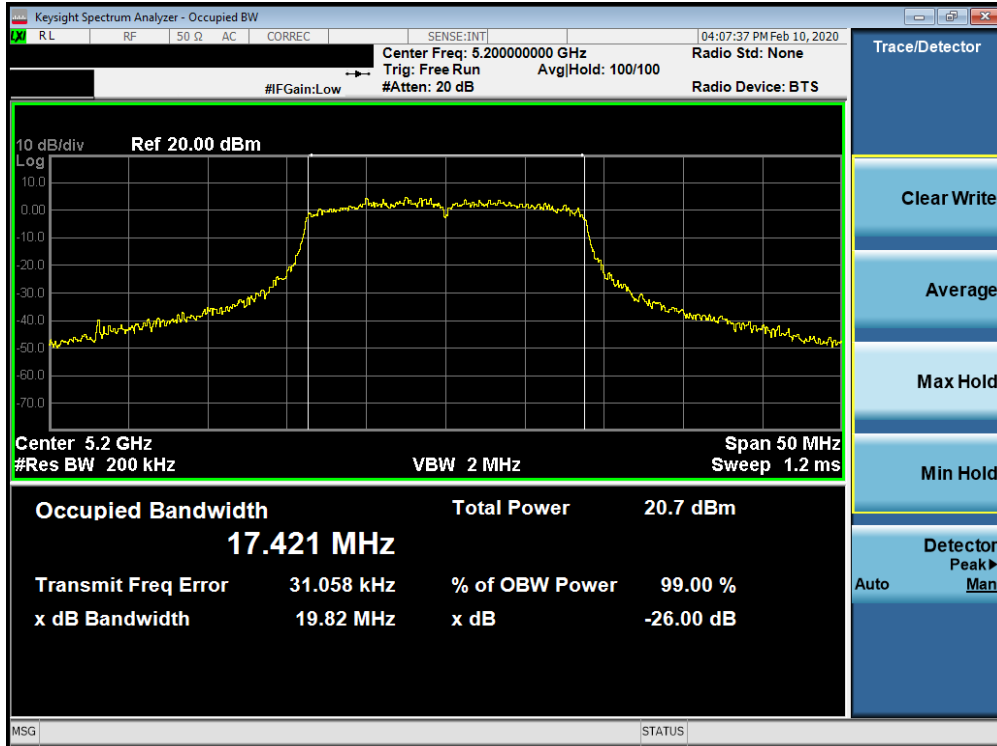 Keysight Spectrum Analyzer - Occupied BW
LXI RL RF 50 Ω AC CORREC SENSE:INT 04:07:37 PM Feb 10, 2020
Center Freq: 5.200000000 GHz Radio Std: None
Trig: Free Run Avg|Hold: 100/100
#IFGain:Low #Atten: 20 dB Radio Device: BTS
10 dB/div Ref 20.00 dBm
Log
10.0
0.00
-10.0
-20.0
-30.0
-40.0
-50.0
-60.0
-70.0
Center 5.2 GHz Span 50 MHz
#Res BW 200 kHz VBW 2 MHz Sweep 1.2 ms
Occupied Bandwidth Total Power 20.7 dBm
17.421 MHz
Transmit Freq Error 31.058 kHz % of OBW Power 99.00 %
x dB Bandwidth 19.82 MHz x dB -26.00 dB
MSG STATUS
Trace/Detector
Clear Write
Average
Max Hold
Min Hold
Detector
Peak▶
Auto Man